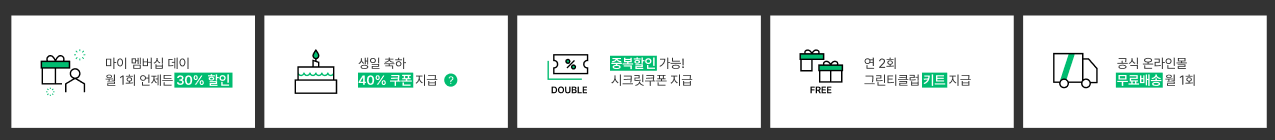 마이 멤버십 데이
월 1회 언제든 30% 할인
생일 축하
40% 쿠폰 지급 ?
%
DOUBLE
중복할인 가능!
시크릿쿠폰 지급
FREE
연 2회
그린티클럽 키트 지급
공식 온라인몰
무료배송 월 1회